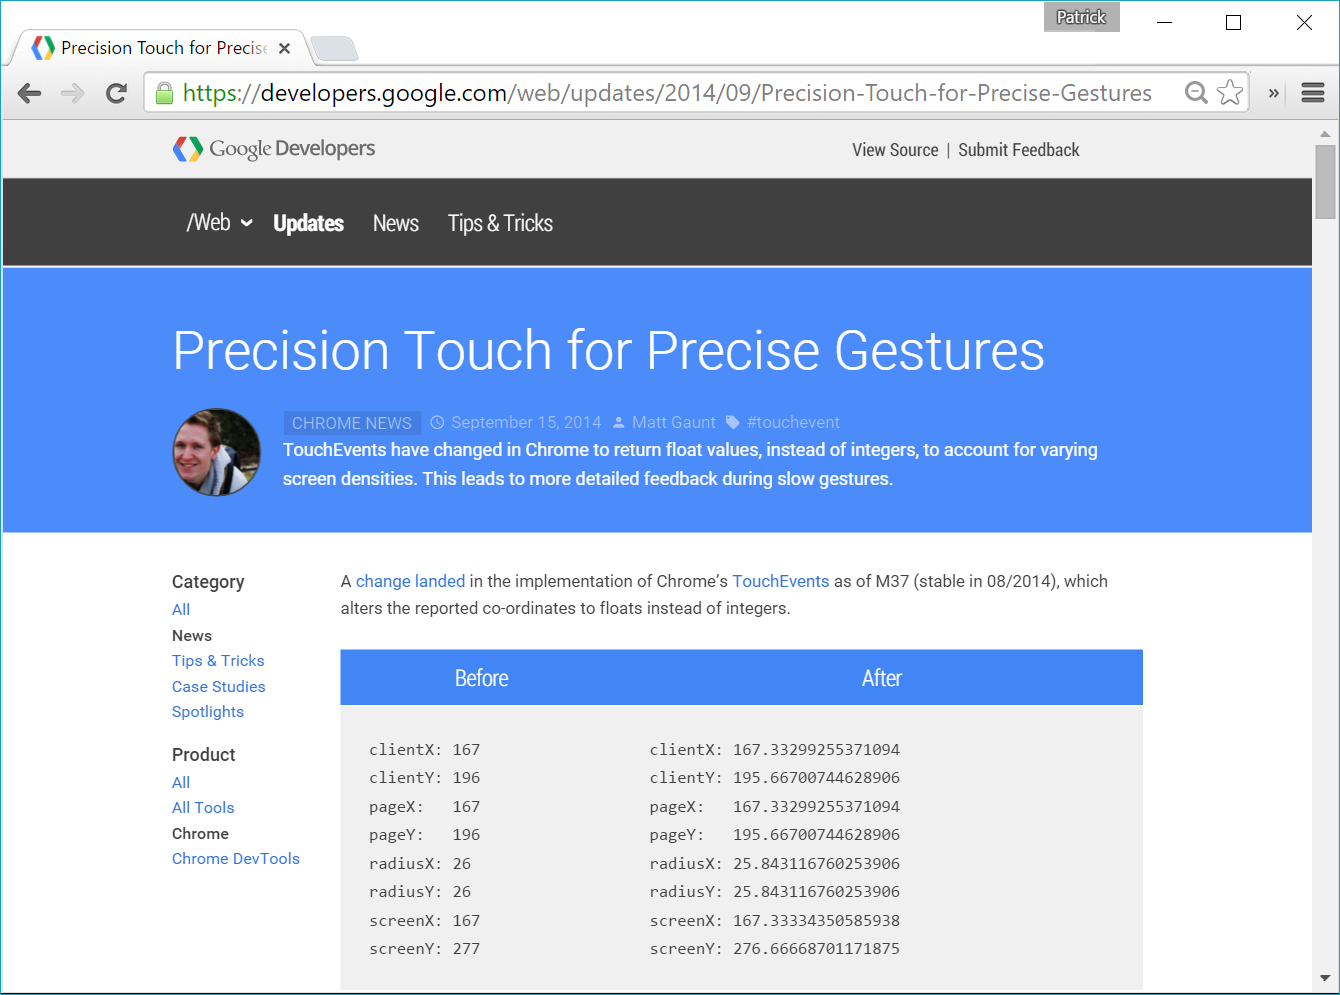 Patrick
Precision Touch for Precise
https://developers.google.com/web/updates/2014/09/Precision-Touch-for-Precise-Gestures
Google Developers
View Source | Submit Feedback
/Web Updates News Tips & Tricks
Precision Touch for Precise Gestures
CHROME NEWS September 15, 2014 Matt Gaunt #touchevent
TouchEvents have changed in Chrome to return float values, instead of integers, to account for varying
screen densities. This leads to more detailed feedback during slow gestures.
Category
All
News
Tips & Tricks
Case Studies
Spotlights
Product
All
All Tools
Chrome
Chrome DevTools
A change landed in the implementation of Chrome’s TouchEvents as of M37 (stable in 08/2014), which
alters the reported co-ordinates to floats instead of integers.
Before After
clientX: 167 clientX: 167.33299255371094
clientY: 196 clientY: 195.66700744628906
pageX: 167 pageX: 167.33299255371094
pageY: 196 pageY: 195.66700744628906
radiusX: 26 radiusX: 25.843116760253906
radiusY: 26 radiusY: 25.843116760253906
screenX: 167 screenX: 167.33334350585938
screenY: 277 screenY: 276.66668701171875